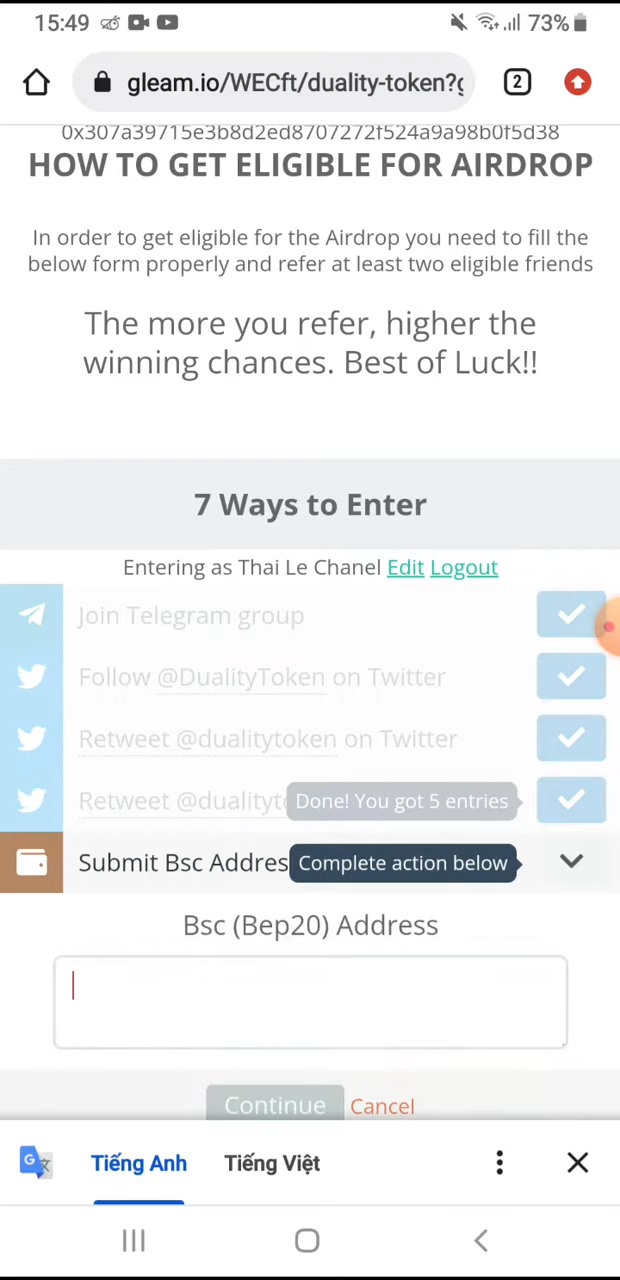 15:49
73%
gleam.io/WECft/duality-token?g
2
0x307a39715e3b8d2ed8707272f524a9a98b0f5d38
HOW TO GET ELIGIBLE FOR AIRDROP
In order to get eligible for the Airdrop you need to fill the
below form properly and refer at least two eligible friends
The more you refer, higher the
winning chances. Best of Luck!!
7 Ways to Enter
Entering as Thai Le Chanel Edit Logout
Join Telegram group
Follow @DualityToken on Twitter
Retweet @dualitytoken on Twitter
Retweet @dualityt Done! You got 5 entries
Submit Bsc Addres Complete action below
Bsc (Bep20) Address
Continue Cancel
G Tiếng Anh Tiếng Việt